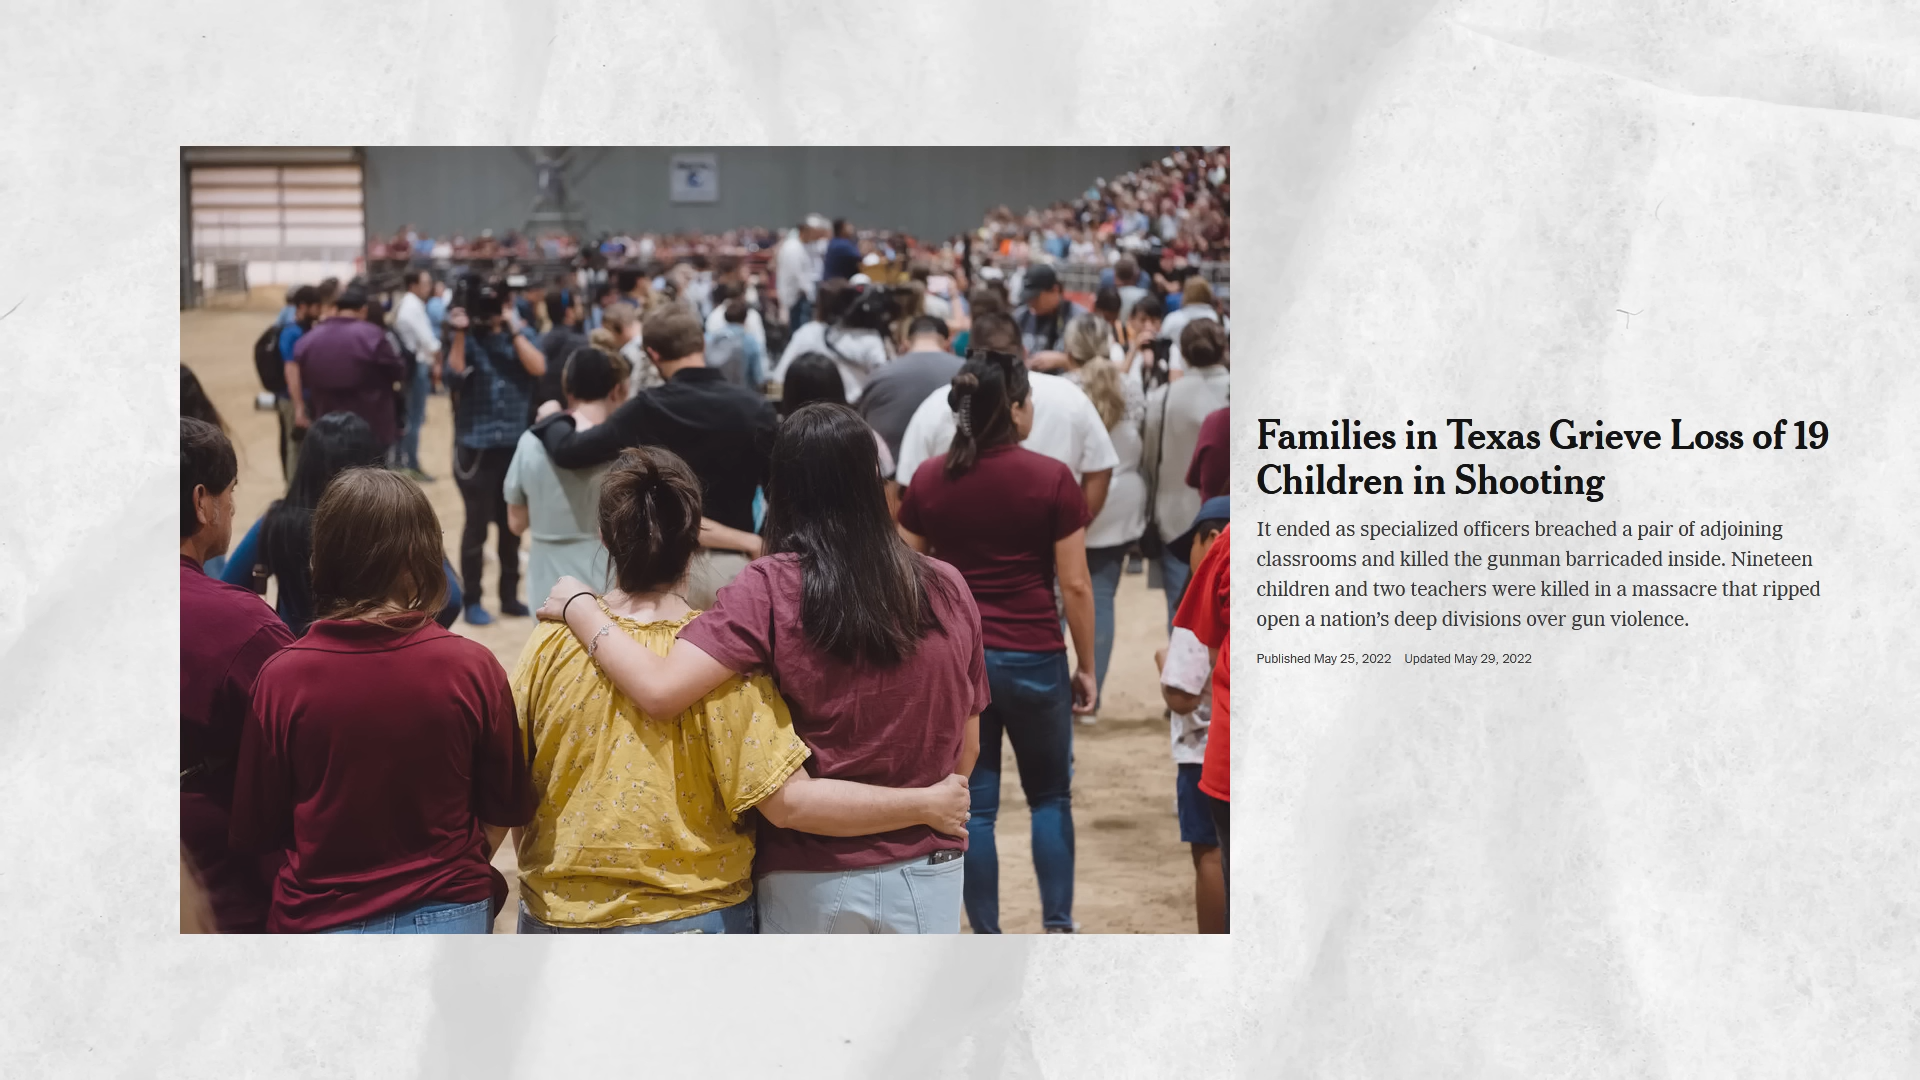 Families in Texas Grieve Loss of 19
Children in Shooting
It ended as specialized officers breached a pair of adjoining
classrooms and killed the gunman barricaded inside. Nineteen
children and two teachers were killed in a massacre that ripped
open a nation’s deep divisions over gun violence.
Published May 25, 2022 Updated May 29, 2022